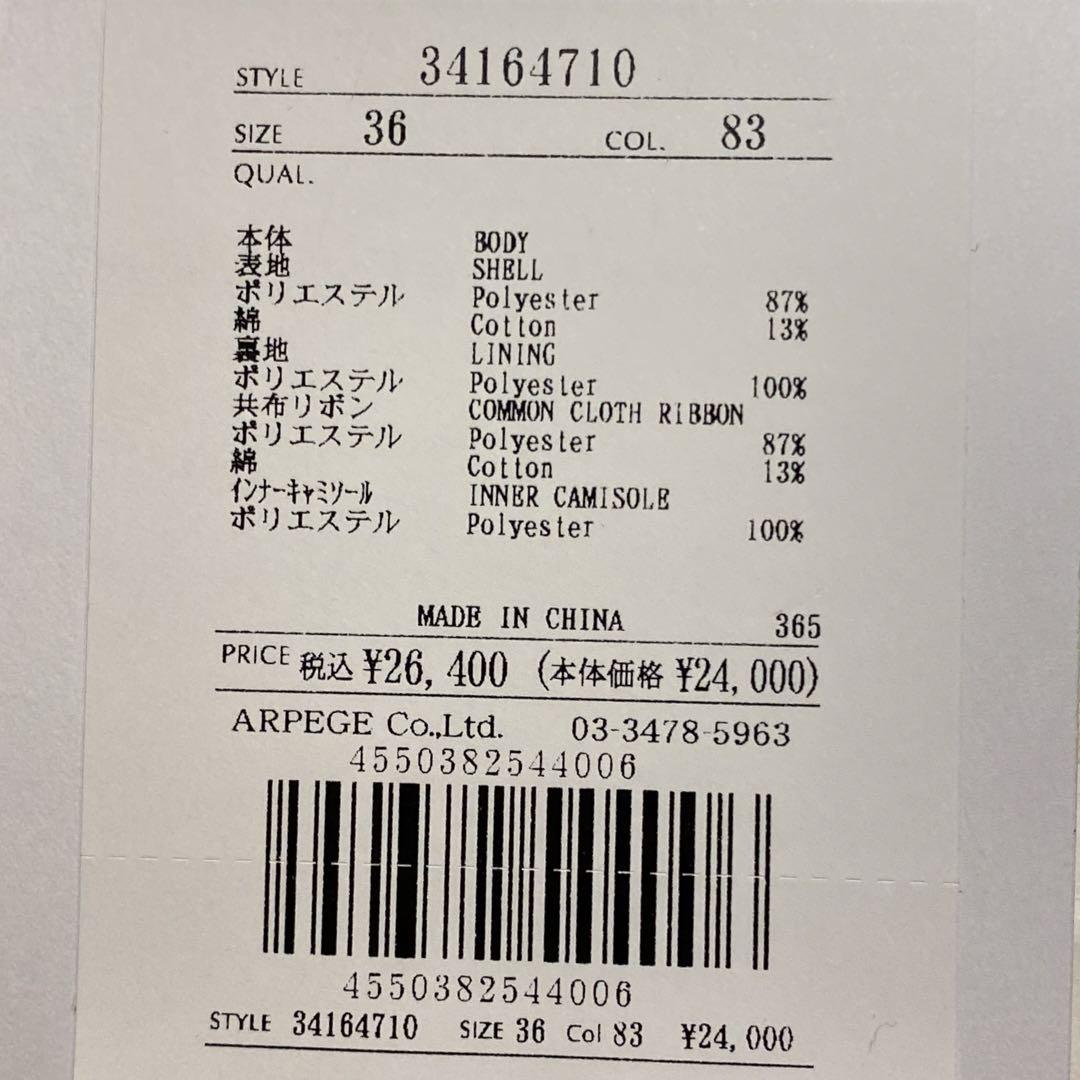 STYLE 34164710
SIZE 36 COL. 83
QUAL.
本体 BODY
表地 SHELL
ポリエステル Polyester 87%
綿 Cotton 13%
裏地 LINING
ポリエステル Polyester 100%
共布リボン COMMON CLOTH RIBBON
ポリエステル Polyester 87%
綿 Cotton 13%
インナーキャミソール INNER CAMISOLE
ポリエステル Polyester 100%
MADE IN CHINA 365
PRICE 税込 ¥26,400 (本体価格 ¥24,000)
ARPEGE Co.,Ltd. 03-3478-5963
4550382544006
4550382544006
STYLE 34164710 SIZE 36 Col 83 ¥24,000